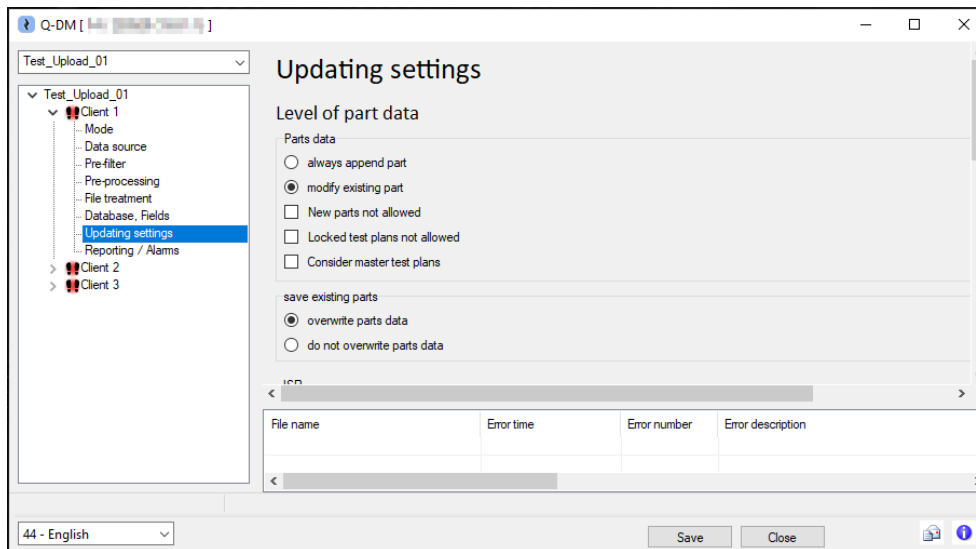 Q-DM [ ]
Test_Upload_01
Test_Upload_01
Client 1
Mode
Data source
Pre-filter
Pre-processing
File treatment
Database, Fields
Updating settings
Reporting / Alarms
Client 2
Client 3
Updating settings
Level of part data
Parts data
always append part
modify existing part
New parts not allowed
Locked test plans not allowed
Consider master test plans
save existing parts
overwrite parts data
do not overwrite parts data
File name Error time Error number Error description
44 - English
Save Close